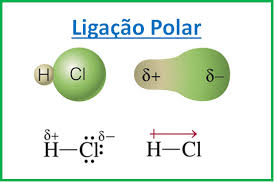 Ligação Polar
H Cl
δ+ δ−
δ+ δ−
H—Cl H—Cl